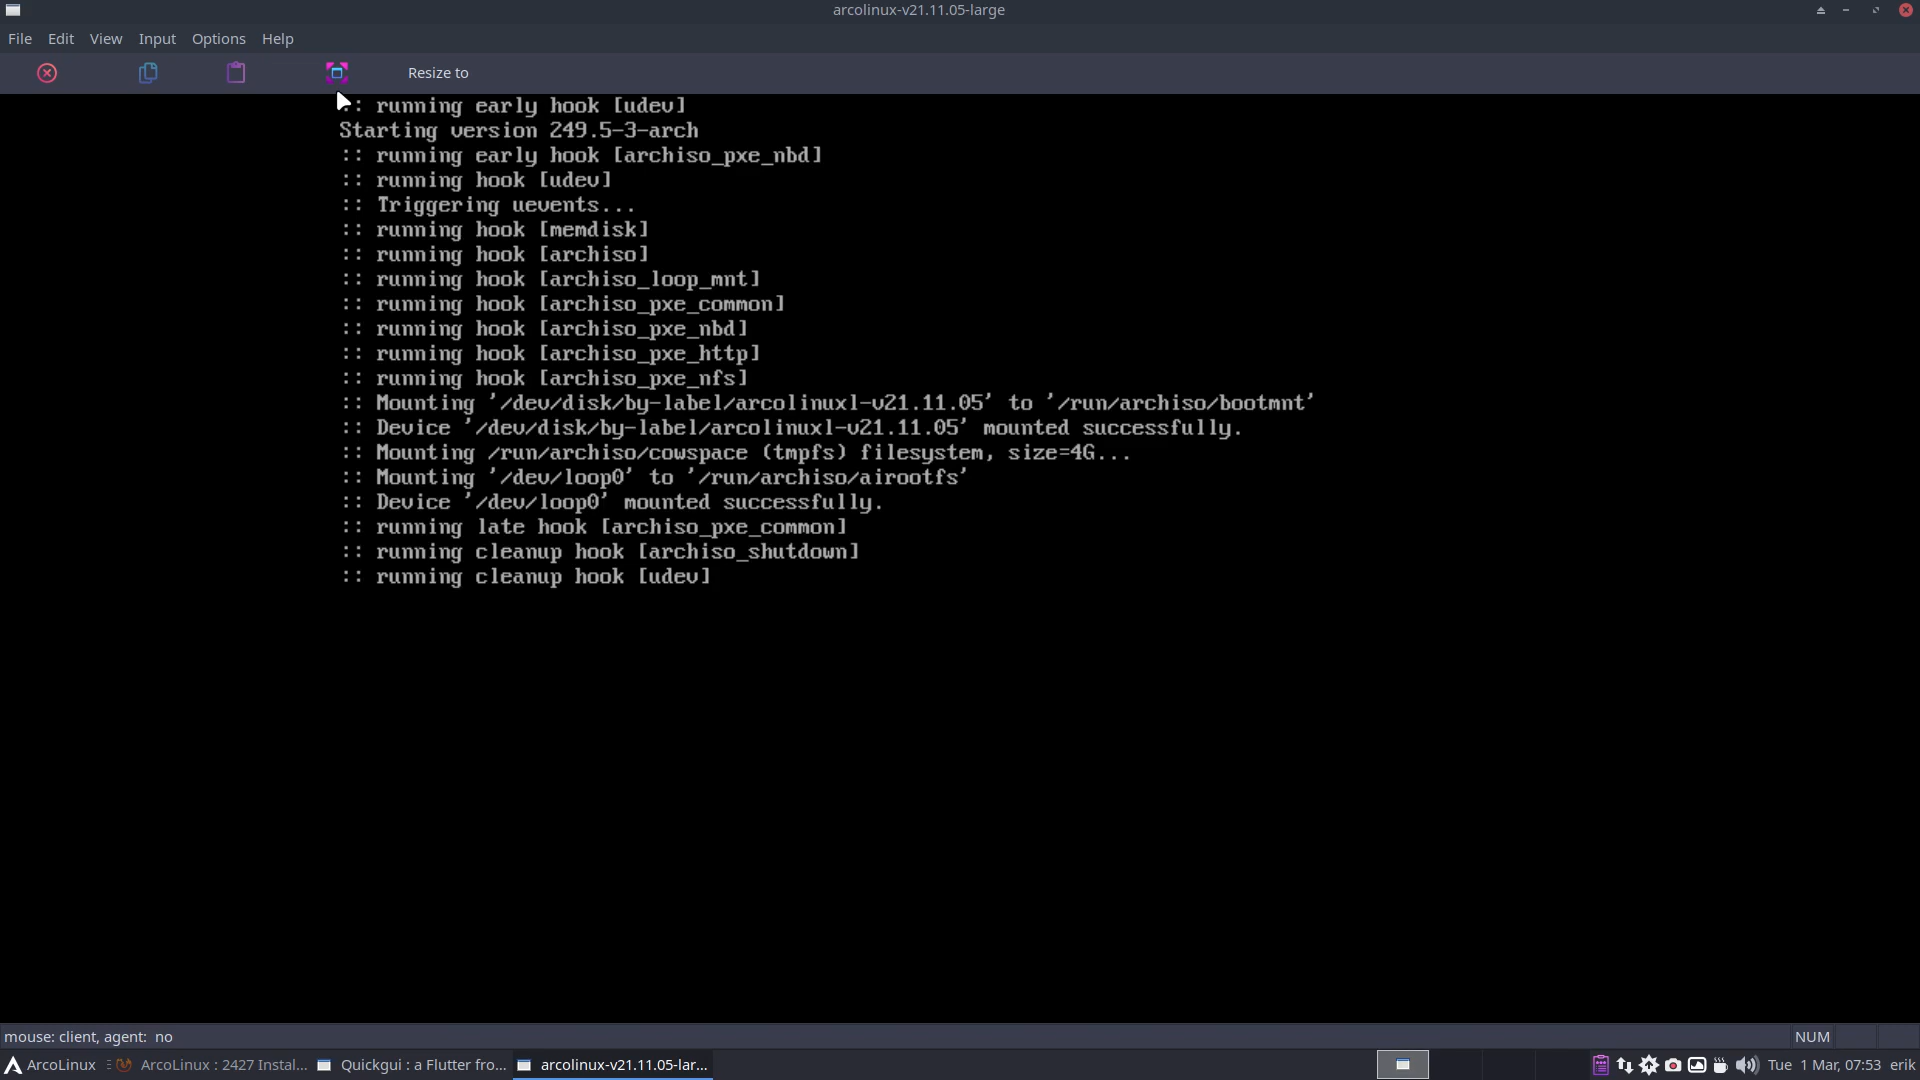 arcolinux-v21.11.05-large
File Edit View Input Options Help
Resize to
:: running early hook [udev]
Starting version 249.5-3-arch
:: running early hook [archiso_pxe_nbd]
:: running hook [udev]
:: Triggering uevents...
:: running hook [memdisk]
:: running hook [archiso]
:: running hook [archiso_loop_mnt]
:: running hook [archiso_pxe_common]
:: running hook [archiso_pxe_nbd]
:: running hook [archiso_pxe_http]
:: running hook [archiso_pxe_nfs]
:: Mounting '/dev/disk/by-label/arcolinuxl-v21.11.05' to '/run/archiso/bootmnt'
:: Device '/dev/disk/by-label/arcolinuxl-v21.11.05' mounted successfully.
:: Mounting /run/archiso/cowspace (tmpfs) filesystem, size=4G...
:: Mounting '/dev/loop0' to '/run/archiso/airootfs'
:: Device '/dev/loop0' mounted successfully.
:: running late hook [archiso_pxe_common]
:: running cleanup hook [archiso_shutdown]
:: running cleanup hook [udev]
mouse: client, agent: no NUM
ArcoLinux ArcoLinux : 2427 Instal... Quickgui : a Flutter fro... arcolinux-v21.11.05-lar... Tue 1 Mar, 07:53 erik